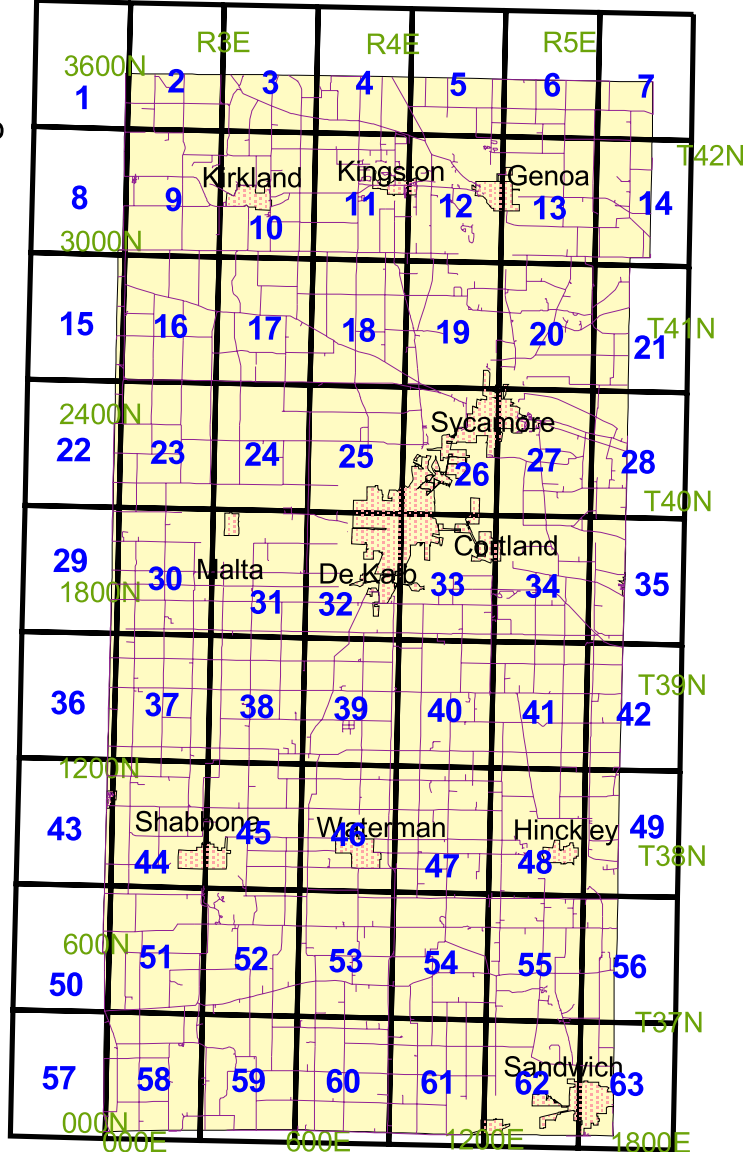 R3E R4E R5E
3600N
1 2 3 4 5 6 7
T42N
Kirkland Kingston Genoa
8 9 10 11 12 13 14
3000N
15 16 17 18 19 20 21
T41N
2400N
Sycamore
22 23 24 25 26 27 28
T40N
Cortland
Malta De Kalb
29 30 31 32 33 34 35
1800N
T39N
36 37 38 39 40 41 42
1200N
Shabbona Waterman Hinckley
43 44 45 46 47 48 49
T38N
600N
50 51 52 53 54 55 56
T37N
Sandwich
57 58 59 60 61 62 63
000N
000E 600E 1200E 1800E